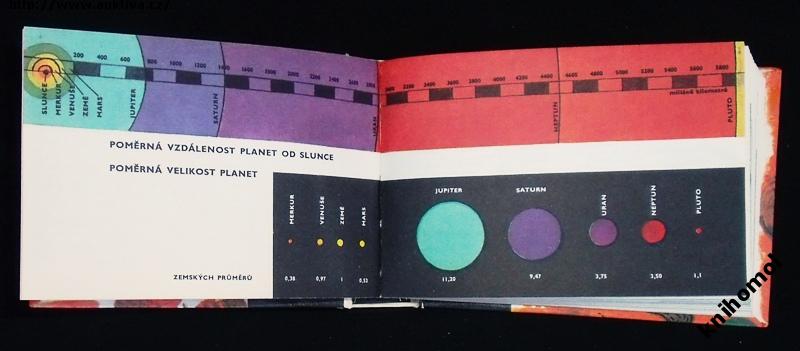 http://www.aukliva.cz/
200 400 600 800 1000 1400 1600 1800 2000 2200 2400 2600 2800
3000 3200 3400 3600 3800 4000 4200 4400 4600 4800 5000 5200 5400 5600 5800
SLUNCE
MERKUR
VENUŠE
ZEMĚ
MARS
JUPITER
SATURN
URAN
NEPTUN
PLUTO
miliónů kilometrů
POMĚRNÁ VZDÁLENOST PLANET OD SLUNCE
POMĚRNÁ VELIKOST PLANET
MERKUR VENUŠE ZEMĚ MARS JUPITER SATURN URAN NEPTUN PLUTO
ZEMSKÝCH PRŮMĚRŮ 0,38 0,97 1 0,52 11,20 9,47 3,75 3,50 1,1
knihomol